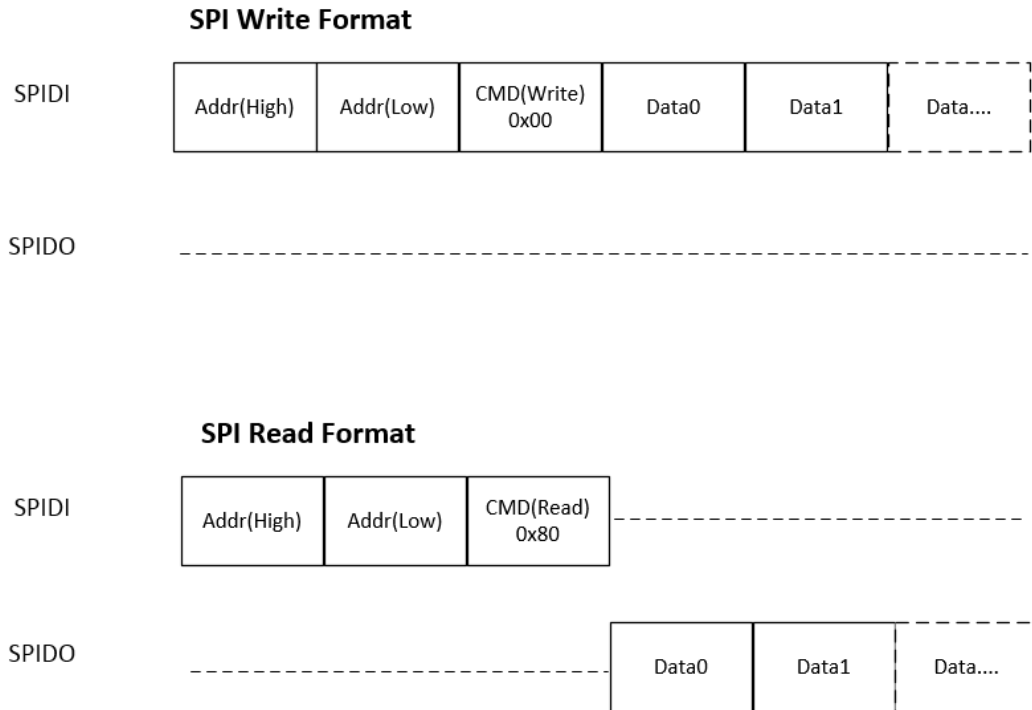 SPI Write Format
SPIDI
Addr(High)
Addr(Low)
CMD(Write)
0x00
Data0
Data1
Data....
SPIDO
SPI Read Format
SPIDI
Addr(High)
Addr(Low)
CMD(Read)
0x80
SPIDO
Data0
Data1
Data....